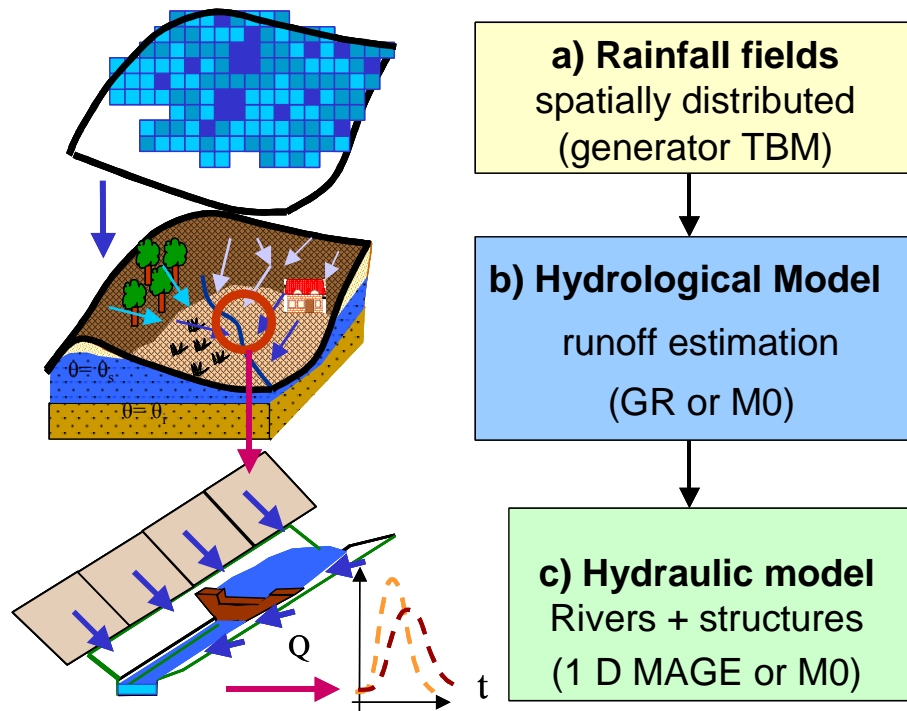 a) Rainfall fields
spatially distributed
(generator TBM)
b) Hydrological Model
runoff estimation
(GR or M0)
θ= θs
θ= θr
c) Hydraulic model
Rivers + structures
(1 D MAGE or M0)
Q
t